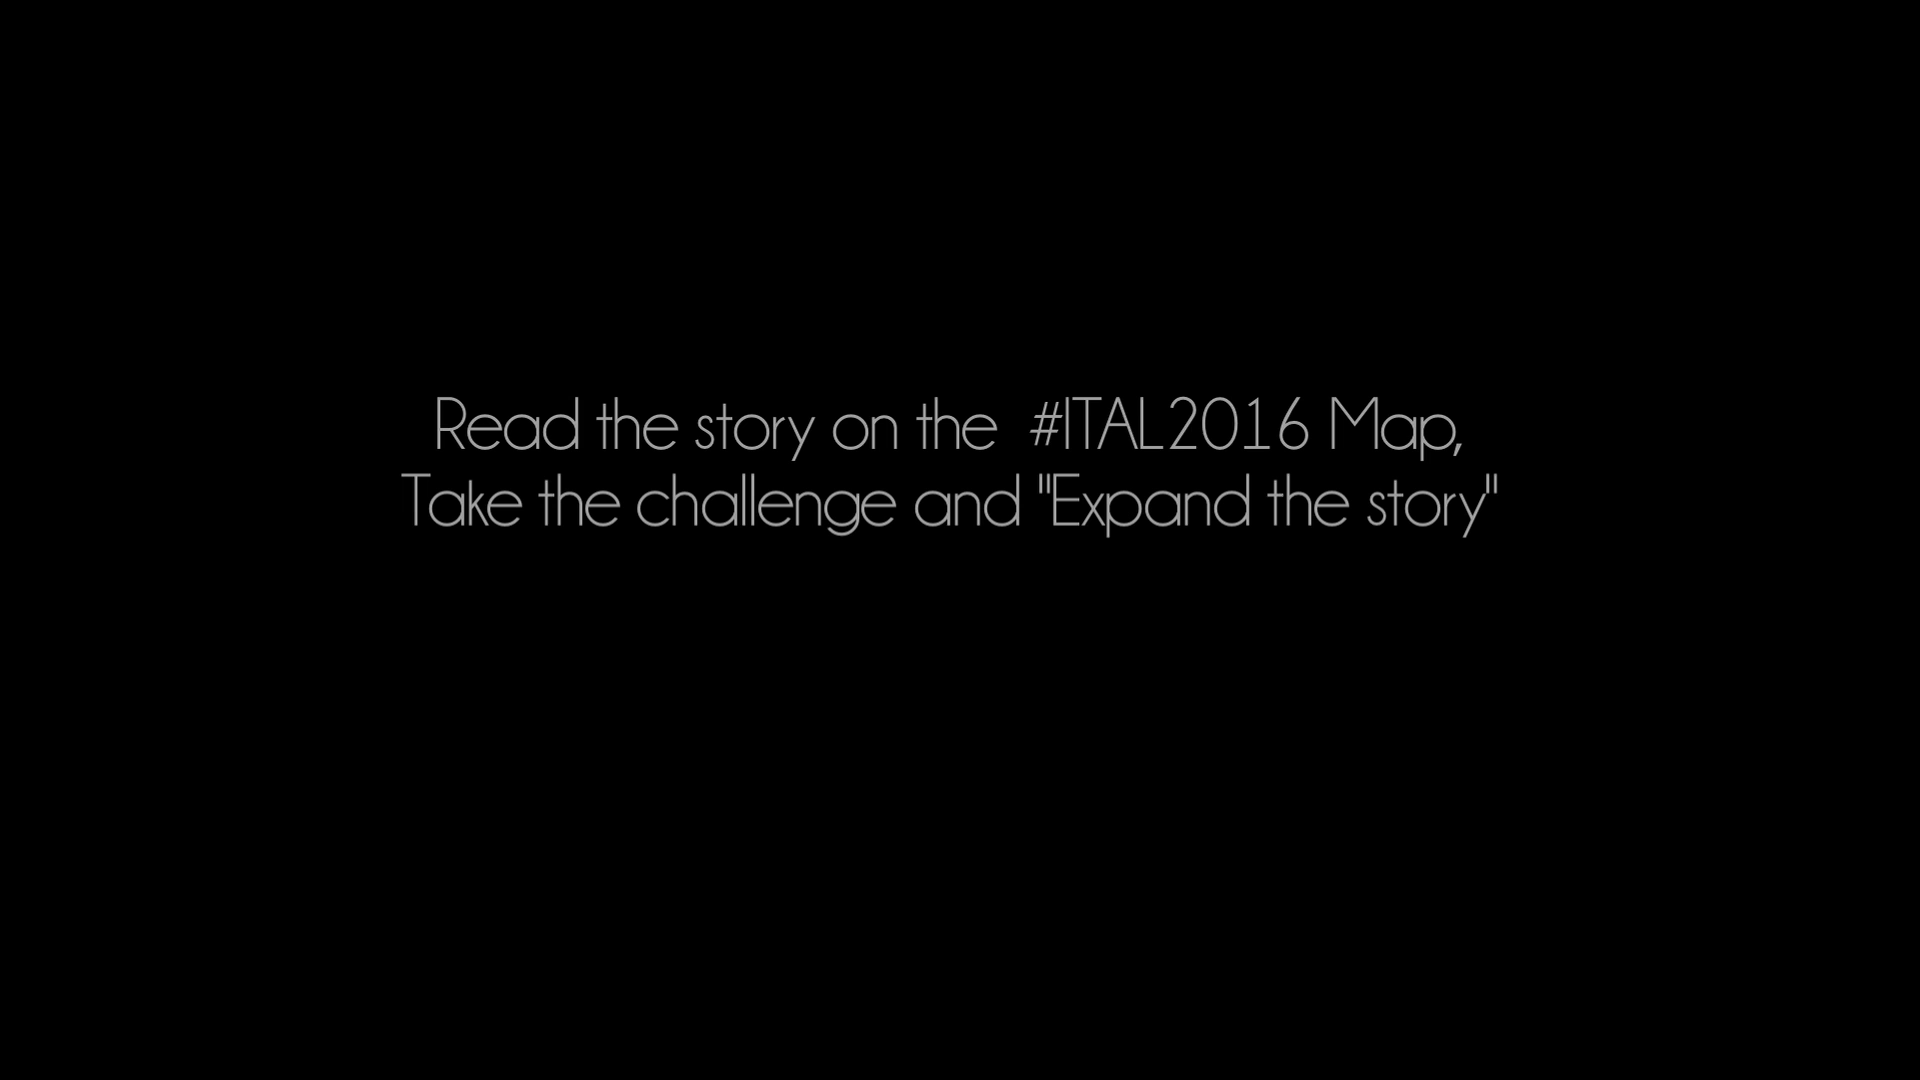 Read the story on the  #ITAL2016 Map,
Take the challenge and "Expand the story"